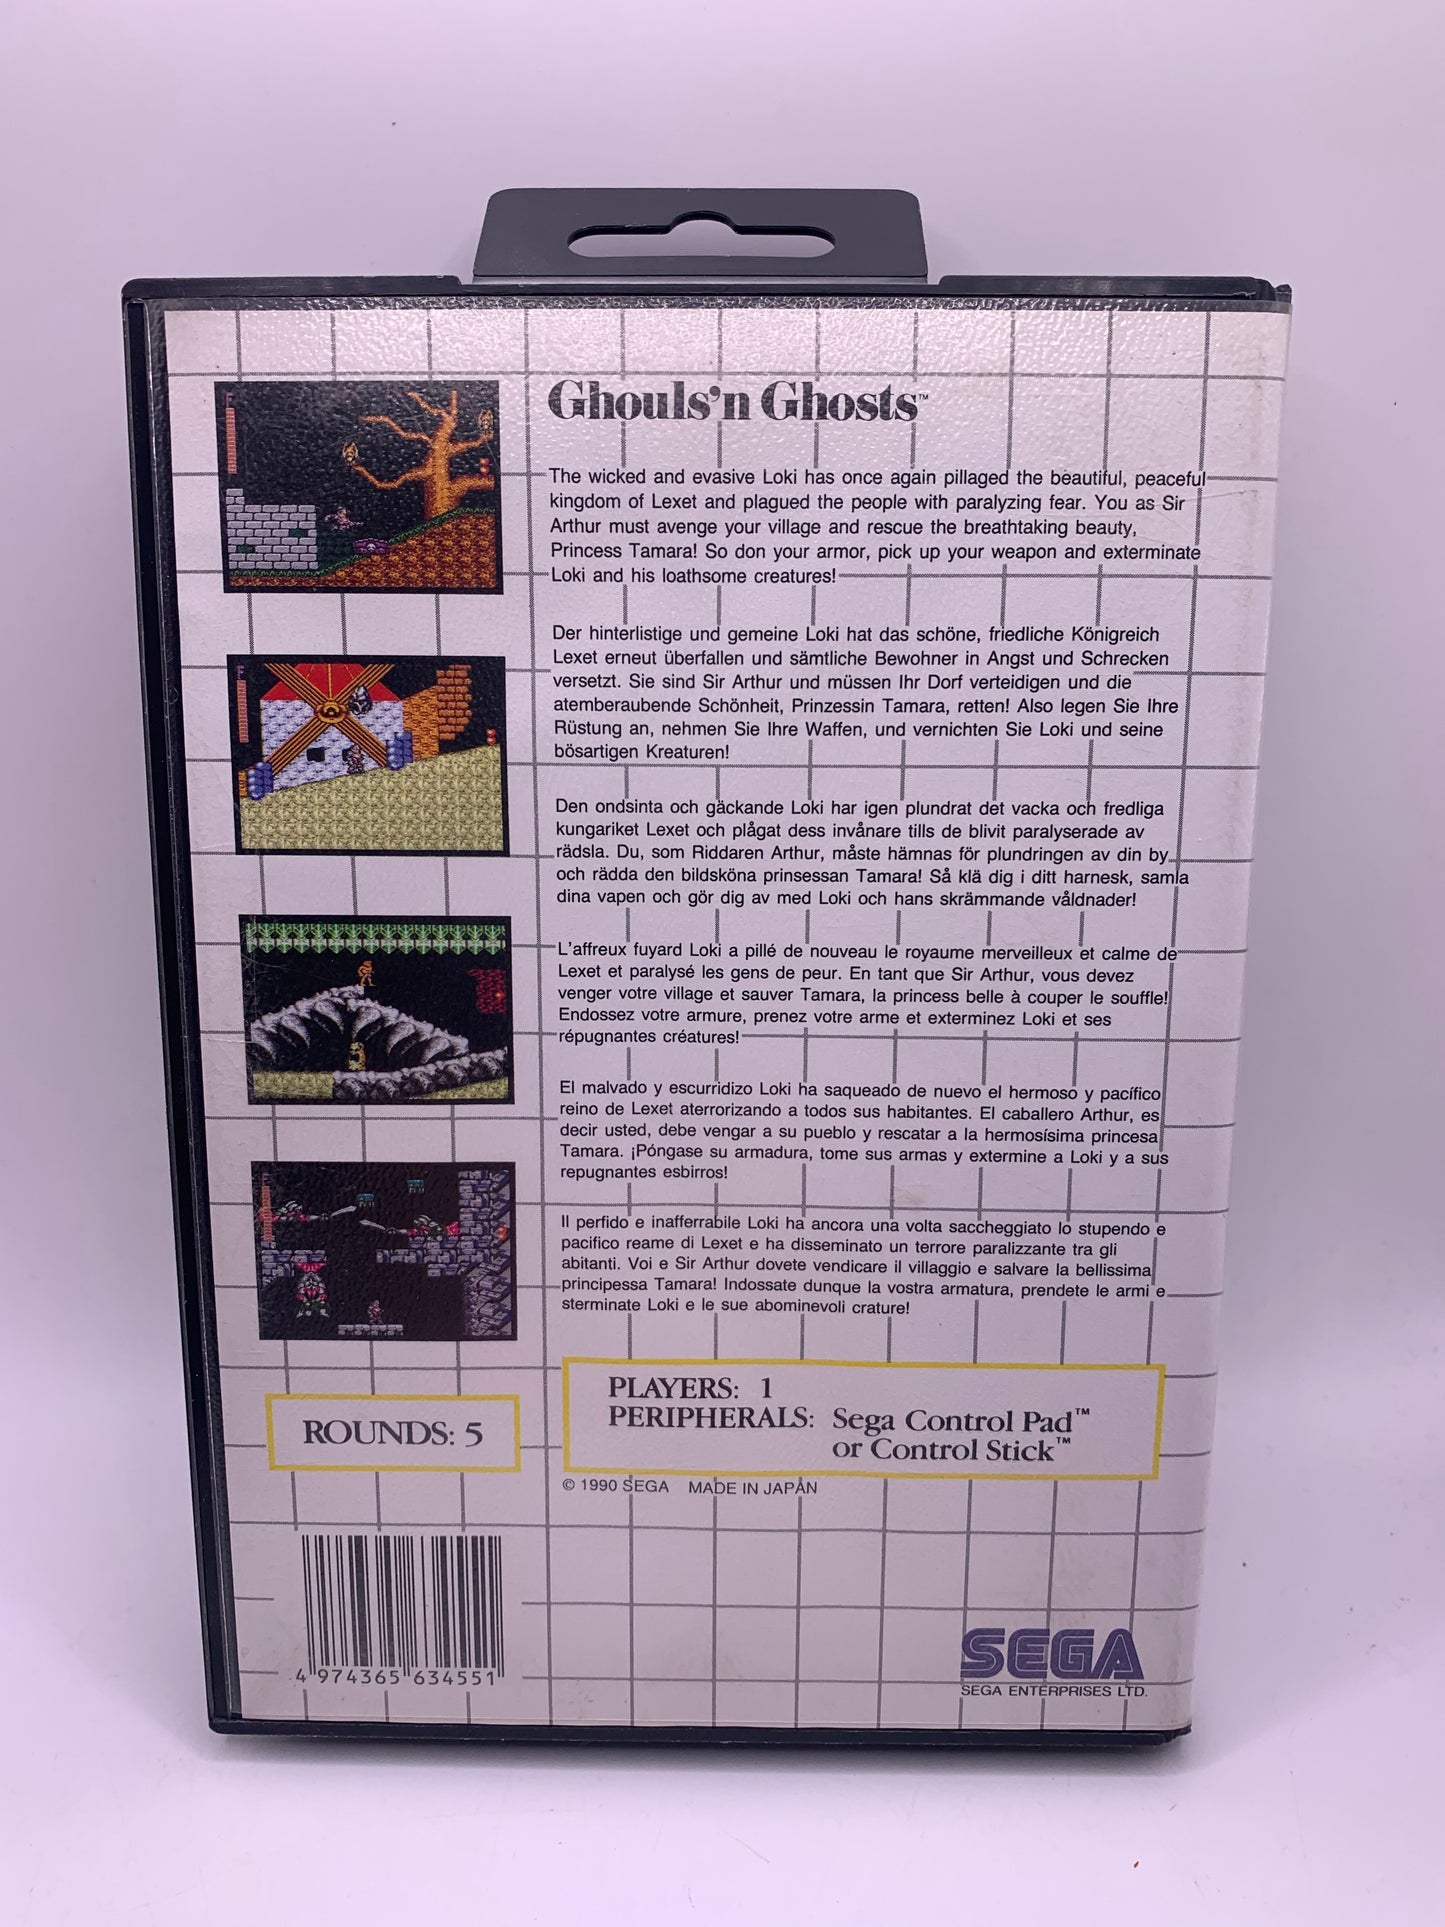 Ghouls'n Ghosts™
The wicked and evasive Loki has once again pillaged the beautiful, peaceful
kingdom of Lexet and plagued the people with paralyzing fear. You as Sir
Arthur must avenge your village and rescue the breathtaking beauty,
Princess Tamara! So don your armor, pick up your weapon and exterminate
Loki and his loathsome creatures!
Der hinterlistige und gemeine Loki hat das schöne, friedliche Königreich
Lexet erneut überfallen und sämtliche Bewohner in Angst und Schrecken
versetzt. Sie sind Sir Arthur und müssen Ihr Dorf verteidigen und die
atemberaubende Schönheit, Prinzessin Tamara, retten! Also legen Sie Ihre
Rüstung an, nehmen Sie Ihre Waffen, und vernichten Sie Loki und seine
bösartigen Kreaturen!
Den ondsinta och gäckande Loki har igen plundrat det vacka och fredliga
kungariket Lexet och plågat dess invånare tills de blivit paralyserade av
rädsla. Du, som Riddaren Arthur, måste hämnas för plundringen av din by
och rädda den bildsköna prinsessan Tamara! Så klä dig i ditt harnesk, samla
dina vapen och gör dig av med Loki och hans skrämmande våldnader!
L'affreux fuyard Loki a pillé de nouveau le royaume merveilleux et calme de
Lexet et paralysé les gens de peur. En tant que Sir Arthur, vous devez
venger votre village et sauver Tamara, la princess belle à couper le souffle!
Endossez votre armure, prenez votre arme et exterminez Loki et ses
répugnantes créatures!
El malvado y escurridizo Loki ha saqueado de nuevo el hermoso y pacífico
reino de Lexet aterrorizando a todos sus habitantes. El caballero Arthur, es
decir usted, debe vengar a su pueblo y rescatar a la hermosísima princesa
Tamara. ¡Póngase su armadura, tome sus armas y extermine a Loki y a sus
repugnantes esbirros!
Il perfido e inafferrabile Loki ha ancora una volta saccheggiato lo stupendo e
pacifico reame di Lexet e ha disseminato un terrore paralizzante tra gli
abitanti. Voi e Sir Arthur dovete vendicare il villaggio e salvare la bellissima
principessa Tamara! Indossate dunque la vostra armatura, prendete le armi e
sterminate Loki e le sue abominevoli crature!
ROUNDS: 5
PLAYERS: 1
PERIPHERALS: Sega Control Pad™
or Control Stick™
© 1990 SEGA MADE IN JAPAN
4 974365 634551
SEGA
SEGA ENTERPRISES LTD.